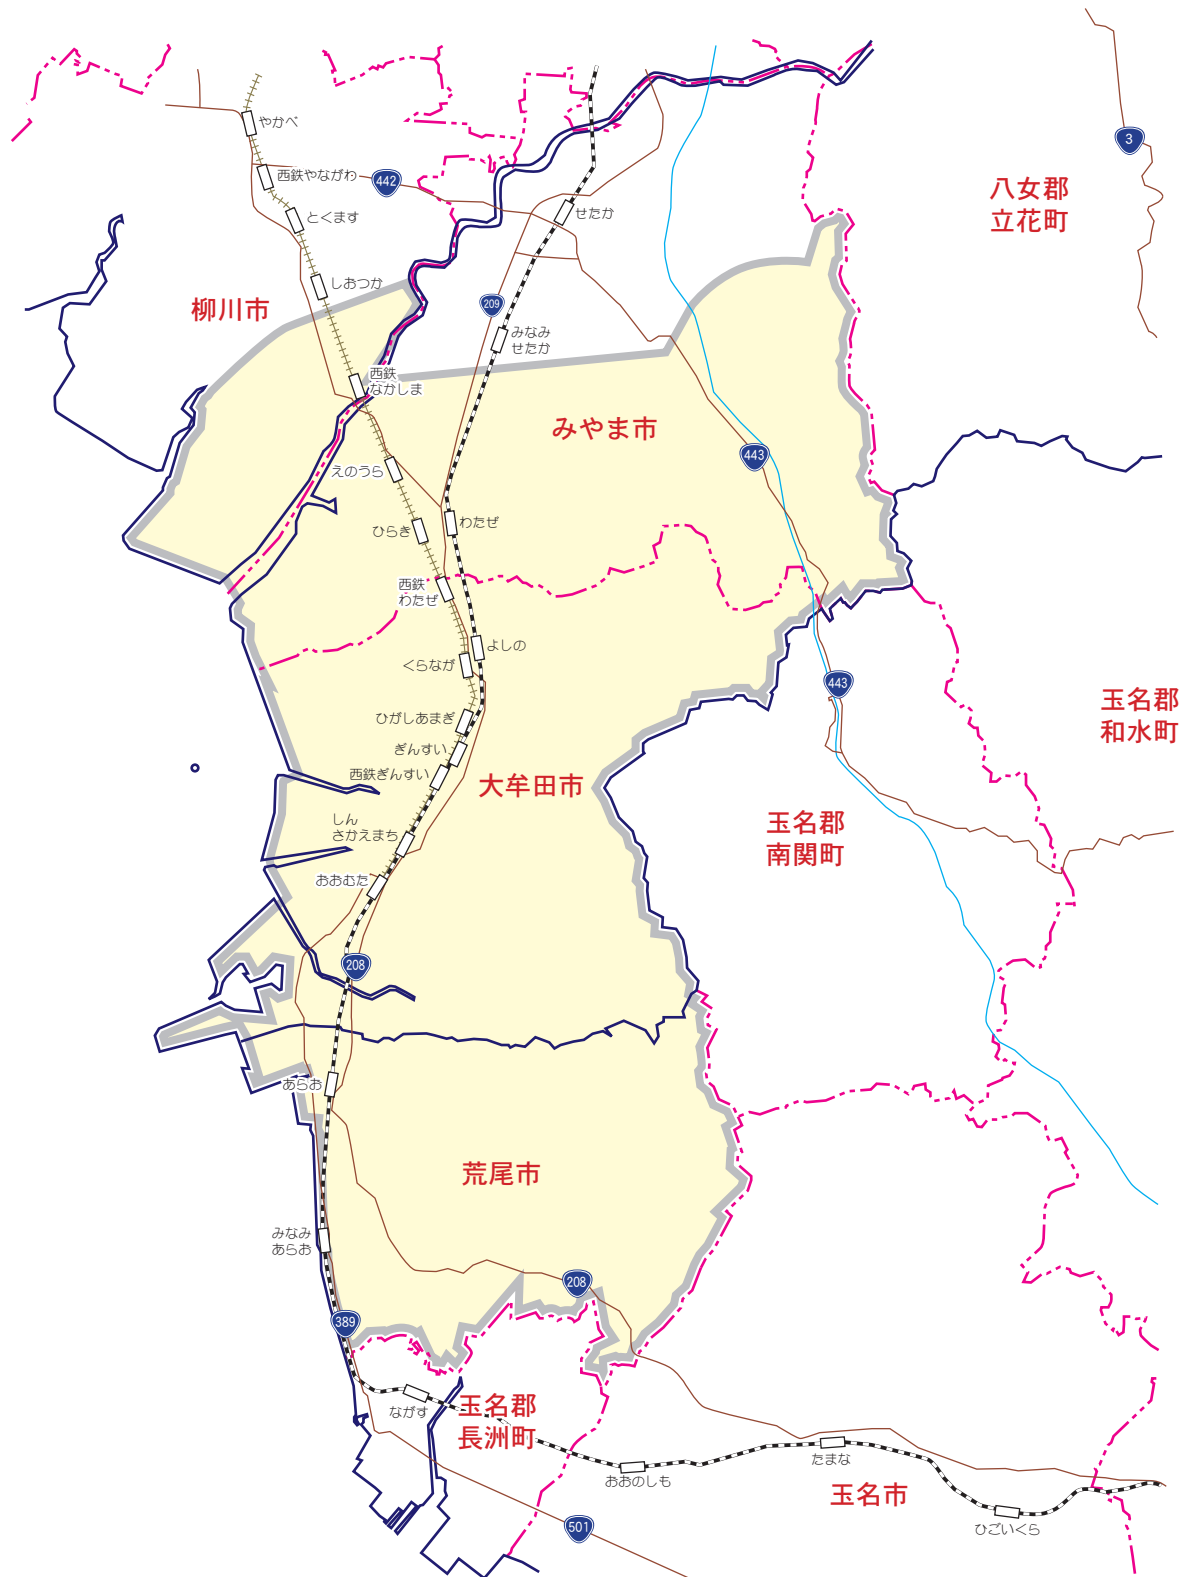 3
やかべ
西鉄やながわ
442
八女郡
立花町
とくます
せたか
しおつか
柳川市
209
みなみ
せたか
西鉄
なかしま
みやま市
443
えのうら
わたぜ
ひらき
西鉄
わたぜ
よしの
くらなが
443
玉名郡
和水町
ひがしあまぎ
ぎんすい
西鉄ぎんすい
大牟田市
しん
さかえまち
玉名郡
南関町
おおむた
208
あらお
荒尾市
みなみ
あらお
208
389
ながす
玉名郡
長洲町
たまな
おおのしも
玉名市
501
ひごいくら